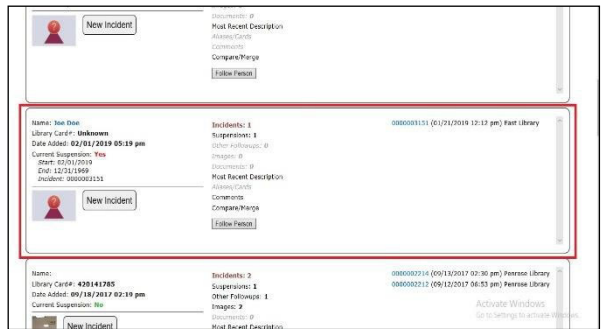 Documents: 0
Most Recent Description
Aliases/Cards
Comments
Compare/Merge
Follow Person
New Incident
Name: Joe Doe
Library Card#: Unknown
Date Added: 02/01/2019 05:19 pm
Current Suspension: Yes
Start: 02/01/2019
End: 12/31/1969
Incident: 0000003151
New Incident
Incidents: 1
Suspensions: 1
Other Followups: 0
Images: 0
Documents: 0
Most Recent Description
Aliases/Cards
Comments
Compare/Merge
Follow Person
0000003151 (01/21/2019 12:12 pm) East Library
Name:
Library Card#: 420141785
Date Added: 09/18/2017 02:19 pm
Current Suspension: No
New Incident
Incidents: 2
Suspensions: 1
Other Followups: 1
Images: 2
Documents: 0
Most Recent Description
0000002214 (09/13/2017 02:30 pm) Penrose Library
0000002212 (09/12/2017 06:53 pm) Penrose Library
Activate Windows
Go to Settings to activate Windows.